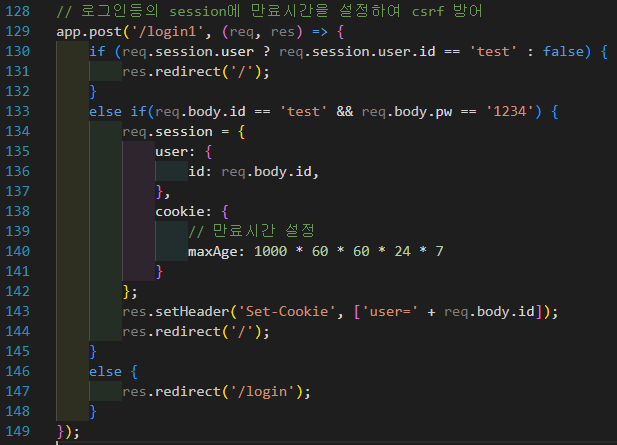 128 // 로그인등의 session에 만료시간을 설정하여 csrf 방어
129 app.post('/login1', (req, res) => {
130     if (req.session.user ? req.session.user.id == 'test' : false) {
131         res.redirect('/');
132     }
133     else if(req.body.id == 'test' && req.body.pw == '1234') {
134         req.session = {
135             user: {
136                 id: req.body.id,
137             },
138             cookie: {
139                 // 만료시간 설정
140                 maxAge: 1000 * 60 * 60 * 24 * 7
141             }
142         };
143         res.setHeader('Set-Cookie', ['user=' + req.body.id]);
144         res.redirect('/');
145     }
146     else {
147         res.redirect('/login');
148     }
149 });